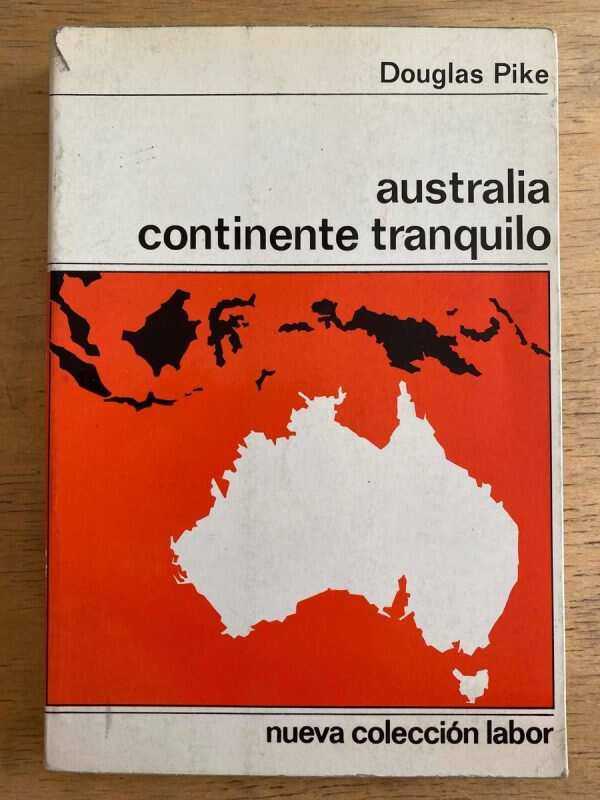 Douglas Pike
australia
continente tranquilo
nueva colección labor